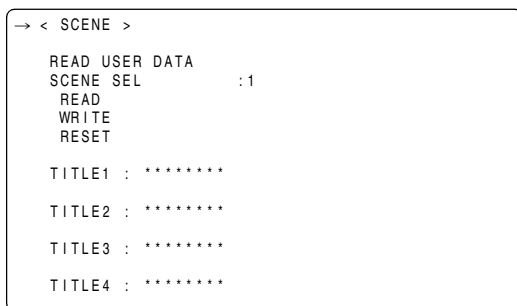 → < SCENE >
READ USER DATA
SCENE SEL :1
READ
WRITE
RESET
TITLE1 : ********
TITLE2 : ********
TITLE3 : ********
TITLE4 : ********